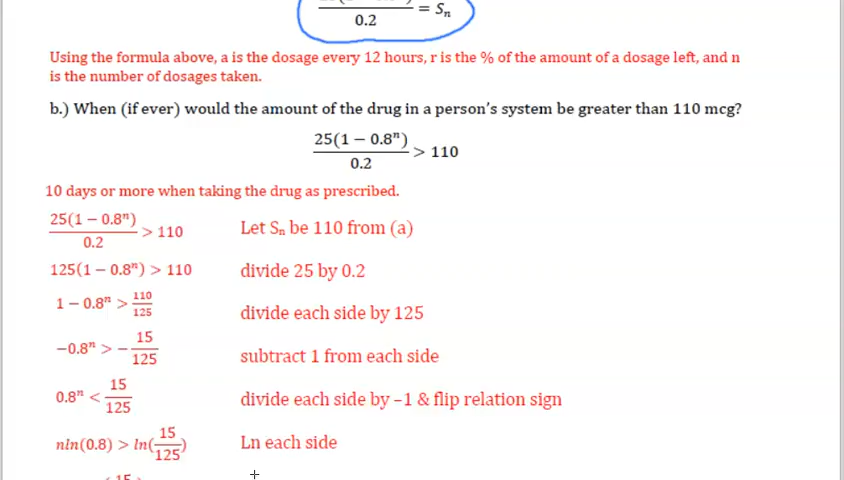 0.2 = Sₙ
Using the formula above, a is the dosage every 12 hours, r is the % of the amount of a dosage left, and n
is the number of dosages taken.
b.) When (if ever) would the amount of the drug in a person's system be greater than 110 mcg?
25(1 − 0.8ⁿ)/0.2 > 110
10 days or more when taking the drug as prescribed.
25(1 − 0.8ⁿ)/0.2 > 110 Let Sₙ be 110 from (a)
125(1 − 0.8ⁿ) > 110 divide 25 by 0.2
1 − 0.8ⁿ > 110/125 divide each side by 125
−0.8ⁿ > − 15/125 subtract 1 from each side
0.8ⁿ < 15/125 divide each side by −1 & flip relation sign
nln(0.8) > ln(15/125) Ln each side
15